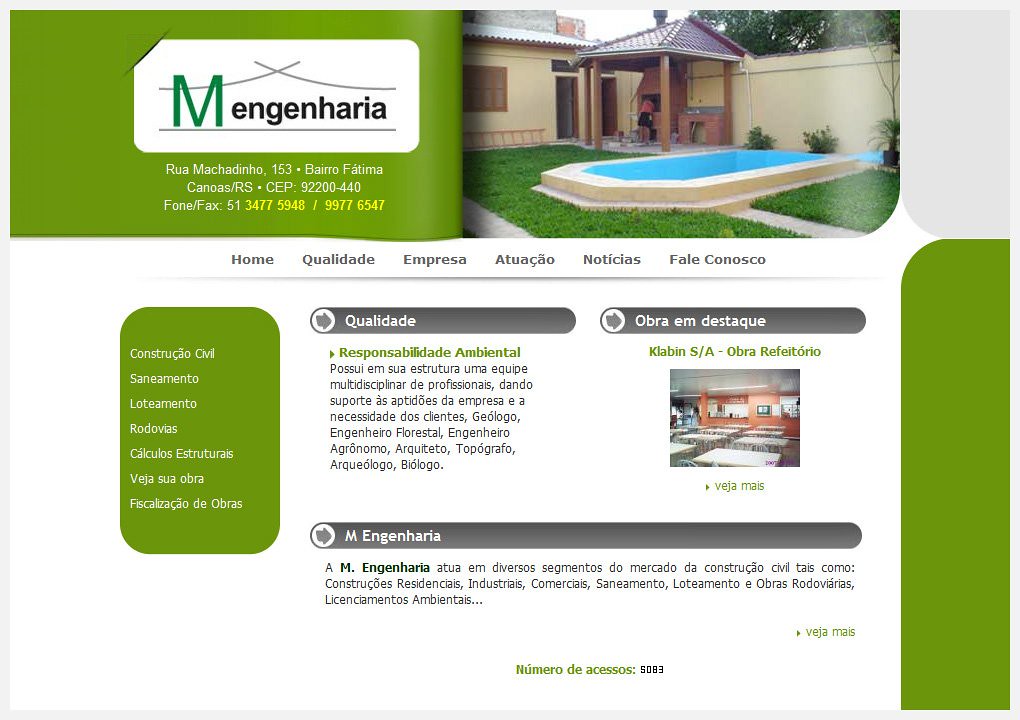 M engenharia
Rua Machadinho, 153 • Bairro Fátima
Canoas/RS • CEP: 92200-440
Fone/Fax: 51 3477 5948 / 9977 6547
Home Qualidade Empresa Atuação Notícias Fale Conosco
Construção Civil
Saneamento
Loteamento
Rodovias
Cálculos Estruturais
Veja sua obra
Fiscalização de Obras
Qualidade
Responsabilidade Ambiental
Possui em sua estrutura uma equipe
multidisciplinar de profissionais, dando
suporte às aptidões da empresa e a
necessidade dos clientes, Geólogo,
Engenheiro Florestal, Engenheiro
Agrônomo, Arquiteto, Topógrafo,
Arqueólogo, Biólogo.
Obra em destaque
Klabin S/A - Obra Refeitório
veja mais
M Engenharia
A M. Engenharia atua em diversos segmentos do mercado da construção civil tais como:
Construções Residenciais, Industriais, Comerciais, Saneamento, Loteamento e Obras Rodoviárias,
Licenciamentos Ambientais...
veja mais
Número de acessos: 5083